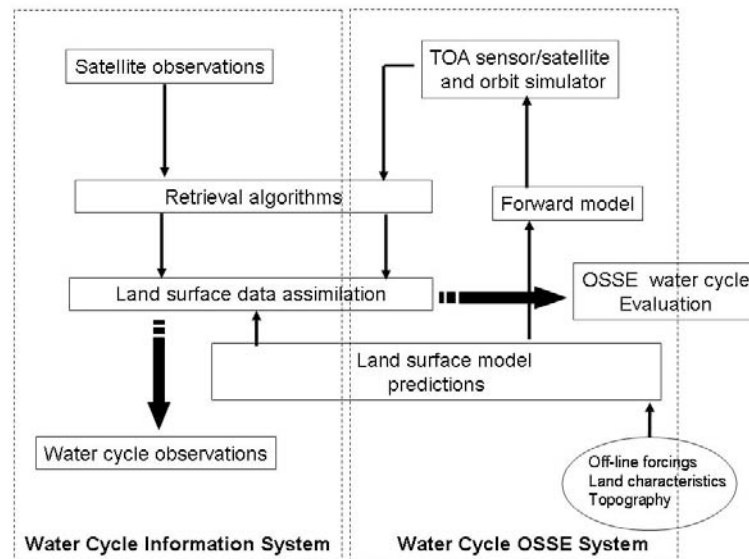 Satellite observations
TOA sensor/satellite
and orbit simulator
Retrieval algorithms
Forward model
Land surface data assimilation
OSSE water cycle
Evaluation
Land surface model
predictions
Water cycle observations
Off-line forcings
Land characteristics
Topography
Water Cycle Information System
Water Cycle OSSE System